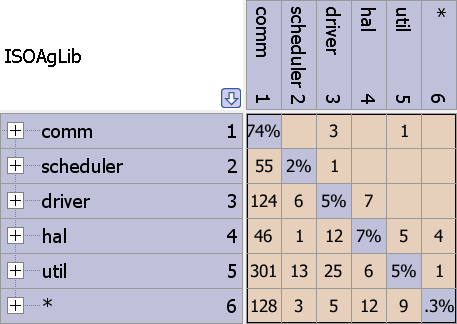 ISOAgLib
comm 1
scheduler 2
driver 3
hal 4
util 5
* 6
comm 1 74% 3 1
scheduler 2 55 2% 1
driver 3 124 6 5% 7
hal 4 46 1 12 7% 5 4
util 5 301 13 25 6 5% 1
* 6 128 3 5 12 9 .3%